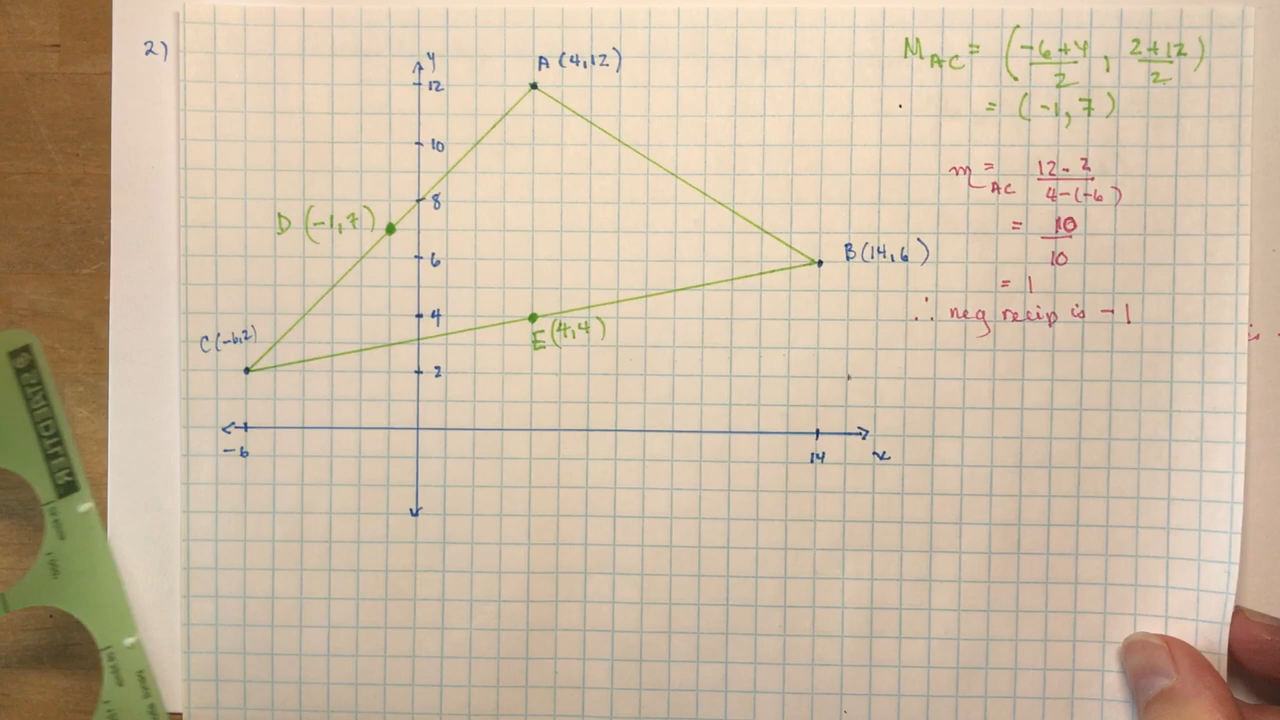 2)
y
A (4,12)
12
10
8
6
4
2
D (-1,7)
B (14,6)
E (4,4)
C (-6,2)
-6
14
x
M_AC = (-6+4/2, 2+12/2)
= (-1,7)
m_AC = 12-2/4-(-6)
= 10/10
= 1
∴ neg recip is -1